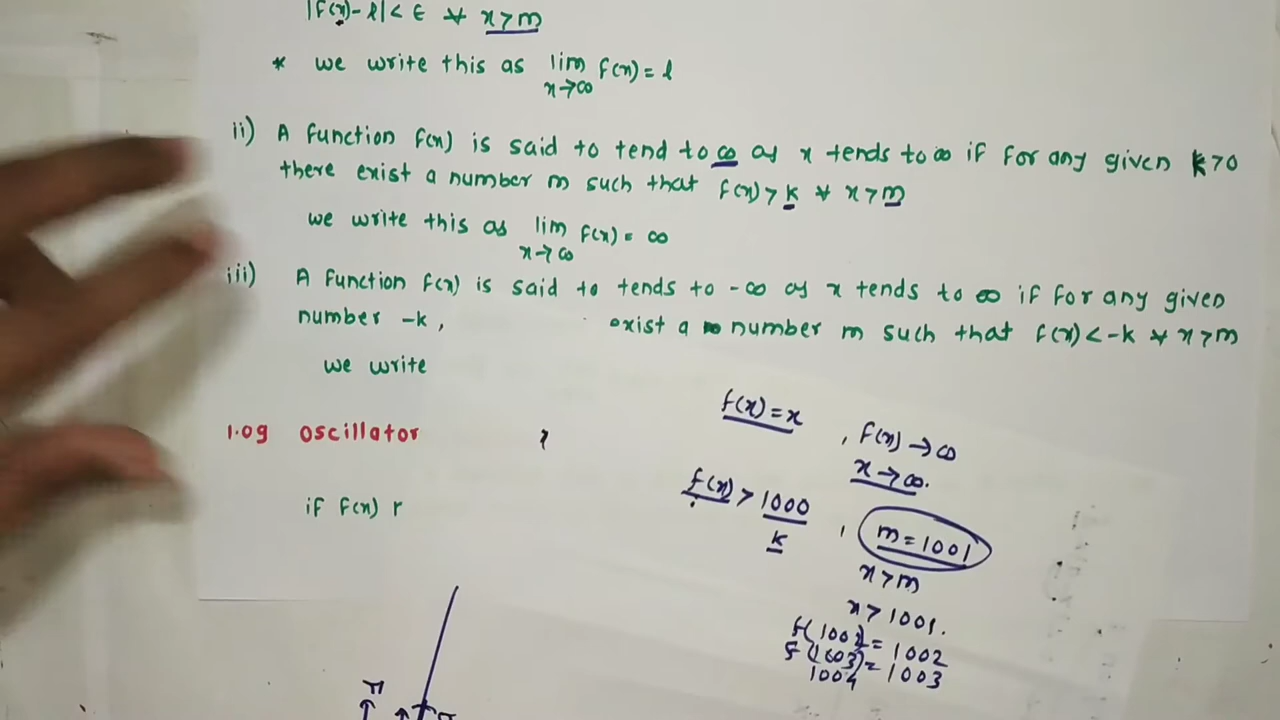 |f(x)-l| < ε ∀ x>m
* we write this as lim x→∞ f(x) = l
ii) A function f(x) is said to tend to ∞ as x tends to ∞ if for any given k>0
there exist a number m such that f(x) > k ∀ x>m
we write this as lim x→∞ f(x) = ∞
iii) A function f(x) is said to tends to -∞ as x tends to ∞ if for any given
number -k, exist a number m such that f(x) < -k ∀ x>m
we write
f(x) = x , f(x) → ∞
x → ∞.
1.09 oscillator
f(x) > 1000 , m = 1001
k
if f(x) r
x>m
x > 1001.
f(1002) = 1002
f(1003) = 1003
1004